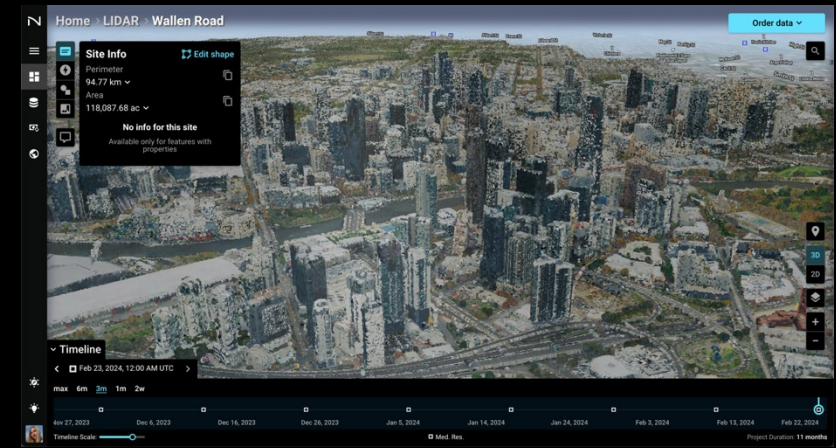 Home > LIDAR > Wallen Road
Order data
Site Info
Edit shape
Perimeter
94.77 km
Area
118,087.68 ac
No info for this site
Available only for features with
properties
3D
2D
Timeline
Feb 23, 2024, 12:00 AM UTC
max 6m 3m 1m 2w
Nov 27, 2023 Dec 6, 2023 Dec 16, 2023 Dec 26, 2023 Jan 5, 2024 Jan 14, 2024 Jan 24, 2024 Feb 3, 2024 Feb 13, 2024 Feb 22, 2024
Timeline Scale:
Med. Res.
Project Duration: 11 months